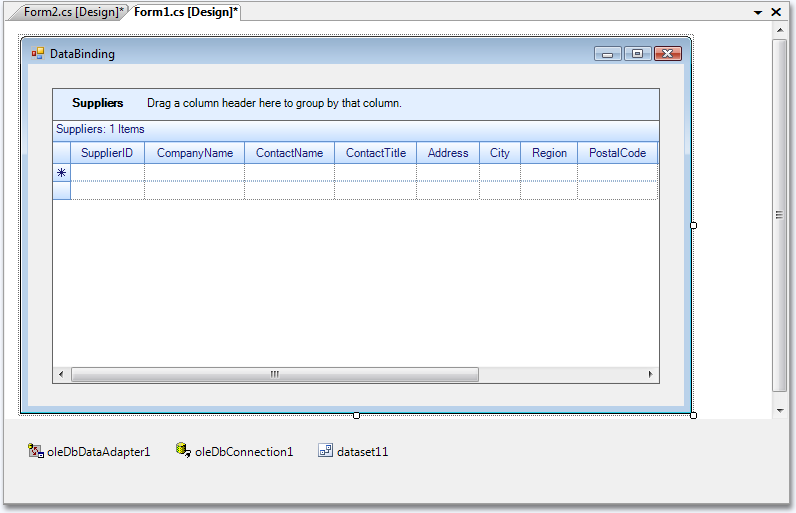 Form2.cs [Design]* Form1.cs [Design]*
DataBinding
Suppliers Drag a column header here to group by that column.
Suppliers: 1 Items
SupplierID CompanyName ContactName ContactTitle Address City Region PostalCode
oleDbDataAdapter1 oleDbConnection1 dataset11